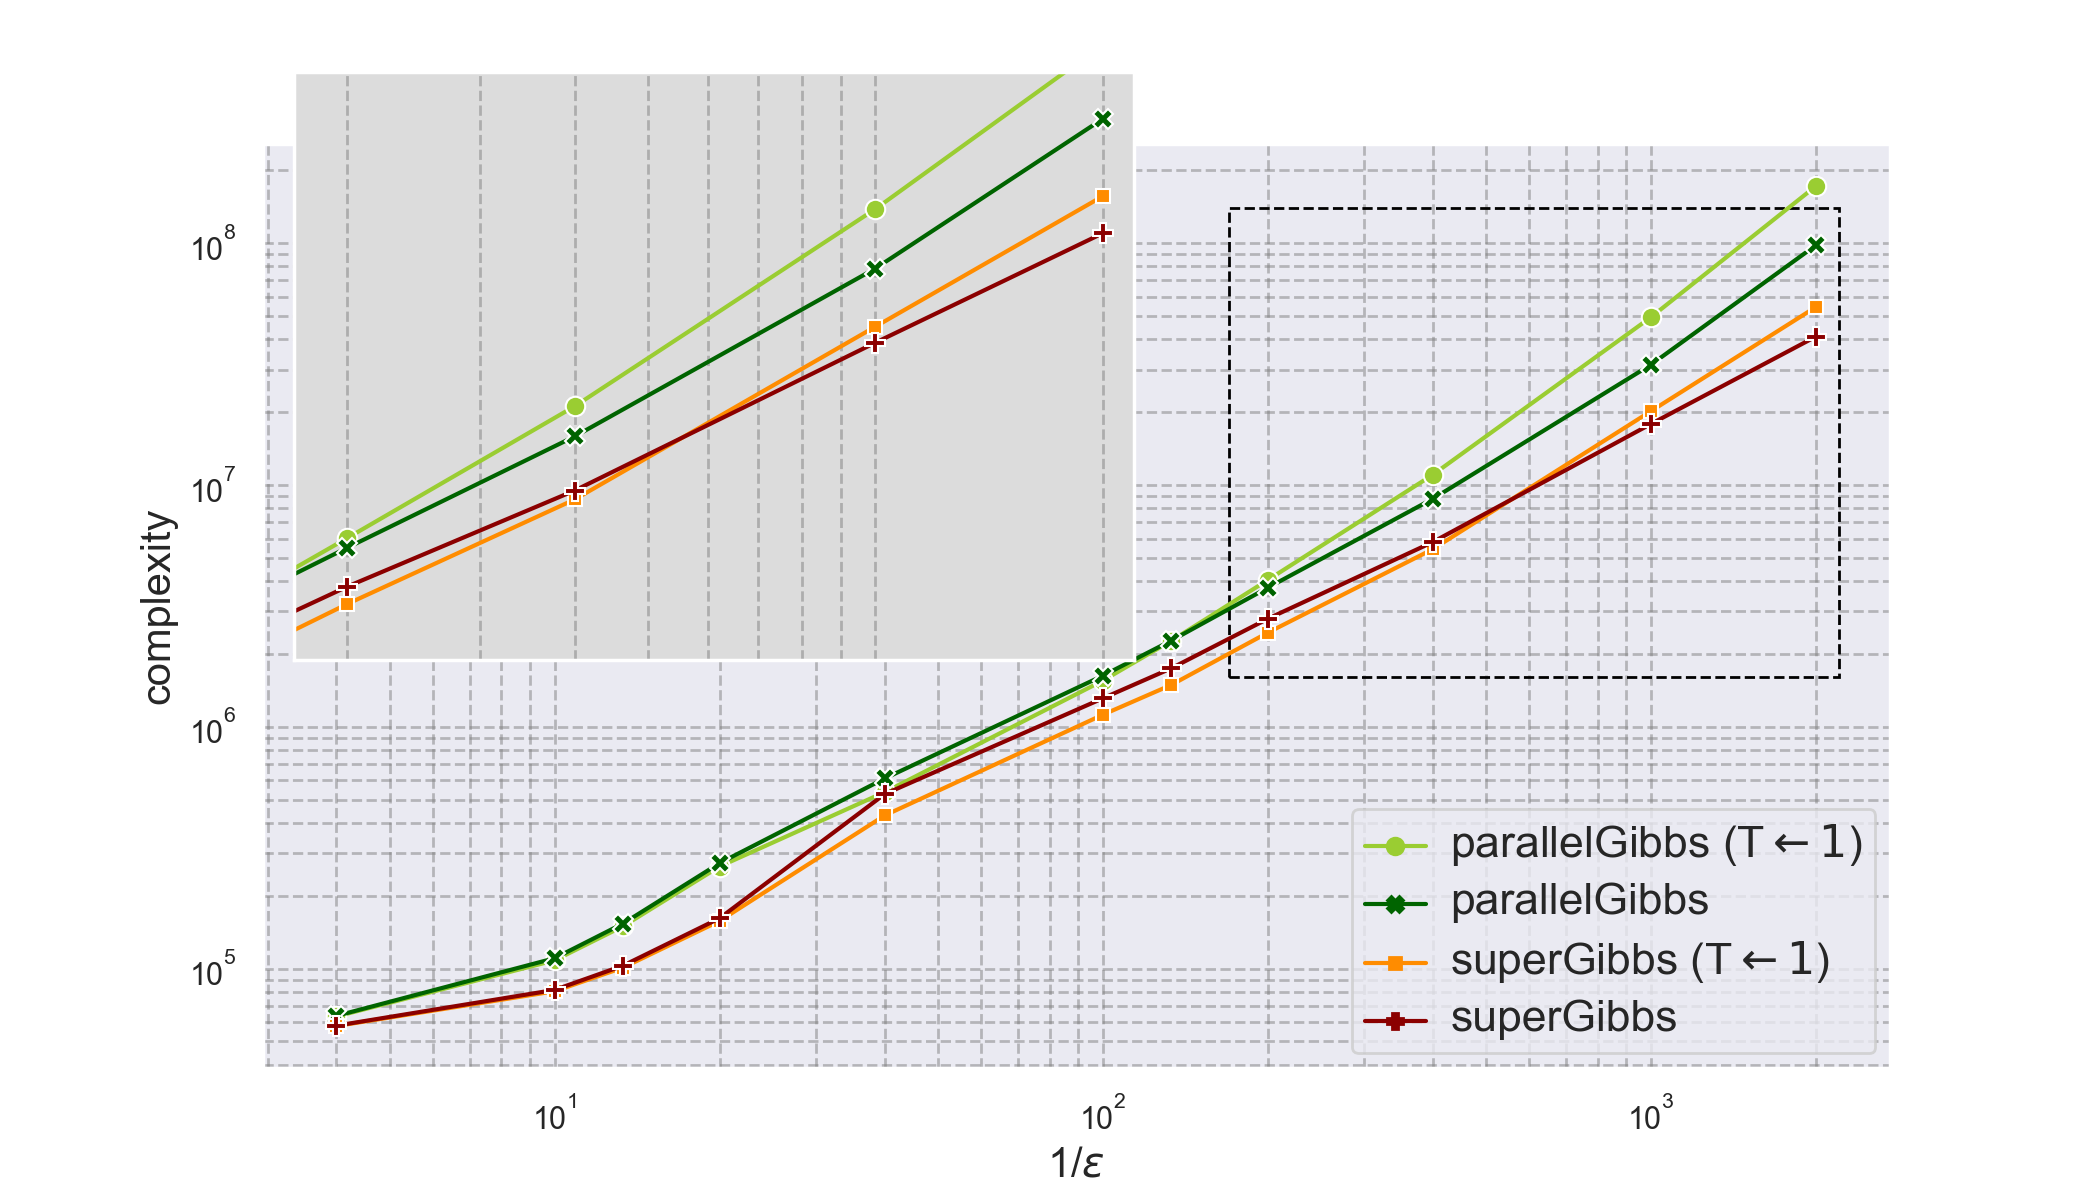 10^8
10^7
10^6
10^5
complexity
10^1
10^2
10^3
1/ε
parallelGibbs (T ← 1)
parallelGibbs
superGibbs (T ← 1)
superGibbs